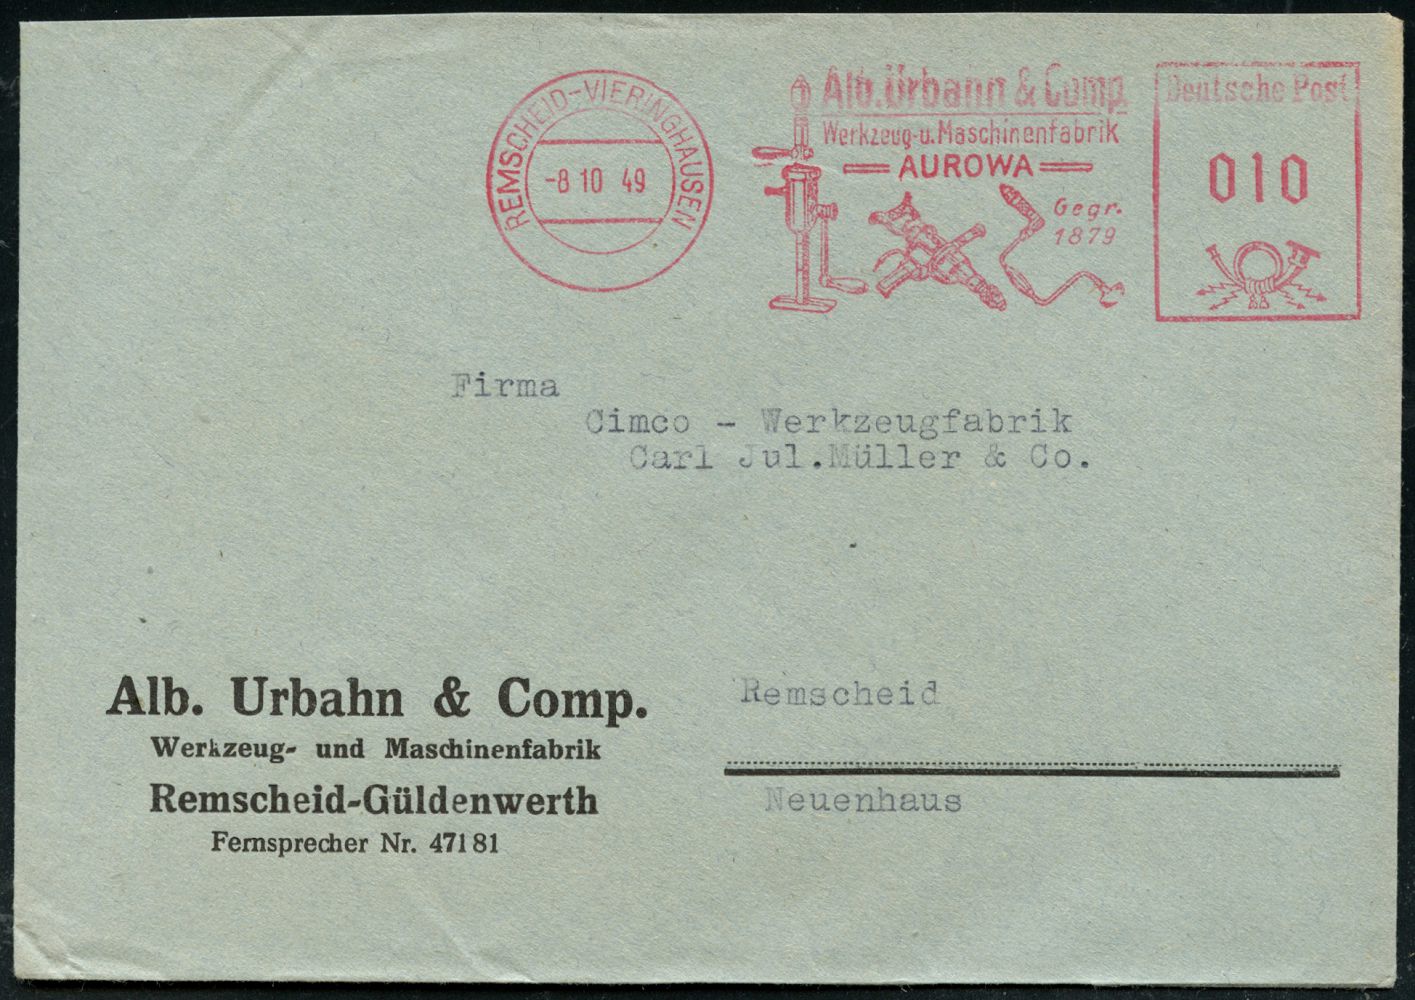 REMSCHEID-VIERINGHAUSEN
-8 10 49
Alb. Urbahn & Comp.
Werkzeug-u. Maschinenfabrik
AUROWA
Gegr.
1879
Deutsche Post
010
Firma
Cimco - Werkzeugfabrik
Carl Jul.Müller & Co.
Alb. Urbahn & Comp.
Werkzeug- und Maschinenfabrik
Remscheid-Güldenwerth
Fernsprecher Nr. 47181
Remscheid
Neuenhaus